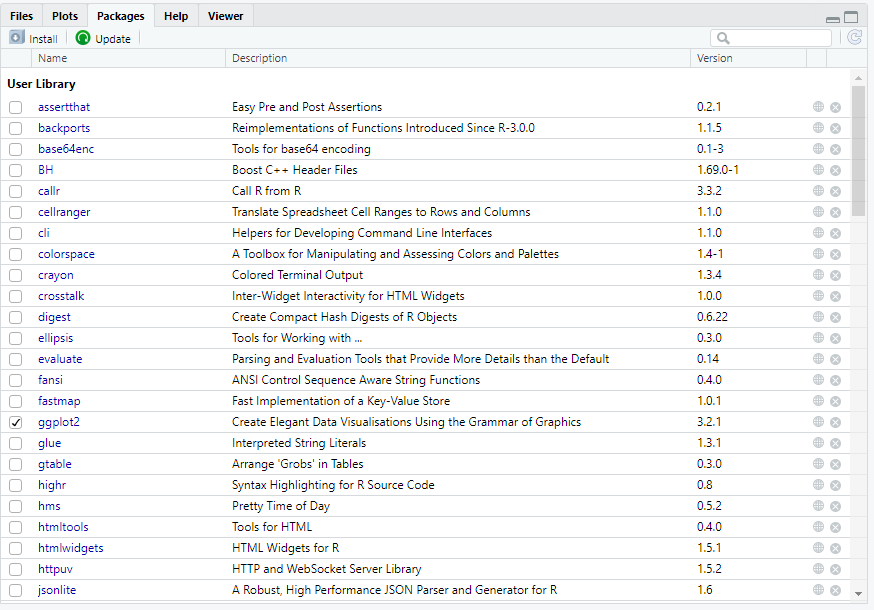 Files Plots Packages Help Viewer
Install Update
Name Description Version
User Library
assertthat Easy Pre and Post Assertions 0.2.1
backports Reimplementations of Functions Introduced Since R-3.0.0 1.1.5
base64enc Tools for base64 encoding 0.1-3
BH Boost C++ Header Files 1.69.0-1
callr Call R from R 3.3.2
cellranger Translate Spreadsheet Cell Ranges to Rows and Columns 1.1.0
cli Helpers for Developing Command Line Interfaces 1.1.0
colorspace A Toolbox for Manipulating and Assessing Colors and Palettes 1.4-1
crayon Colored Terminal Output 1.3.4
crosstalk Inter-Widget Interactivity for HTML Widgets 1.0.0
digest Create Compact Hash Digests of R Objects 0.6.22
ellipsis Tools for Working with ... 0.3.0
evaluate Parsing and Evaluation Tools that Provide More Details than the Default 0.14
fansi ANSI Control Sequence Aware String Functions 0.4.0
fastmap Fast Implementation of a Key-Value Store 1.0.1
ggplot2 Create Elegant Data Visualisations Using the Grammar of Graphics 3.2.1
glue Interpreted String Literals 1.3.1
gtable Arrange 'Grobs' in Tables 0.3.0
highr Syntax Highlighting for R Source Code 0.8
hms Pretty Time of Day 0.5.2
htmltools Tools for HTML 0.4.0
htmlwidgets HTML Widgets for R 1.5.1
httpuv HTTP and WebSocket Server Library 1.5.2
jsonlite A Robust, High Performance JSON Parser and Generator for R 1.6